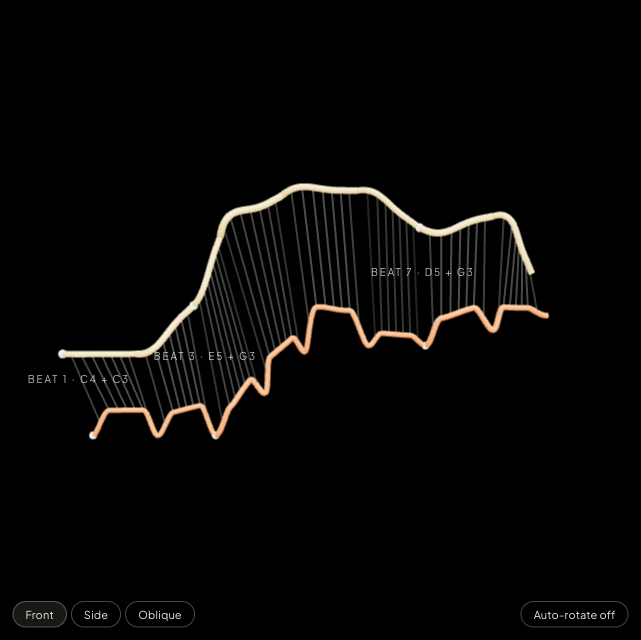 BEAT 7 · D5 + G3
BEAT 3 · E5 + G3
BEAT 1 · C4 + C3
Front
Side
Oblique
Auto-rotate off